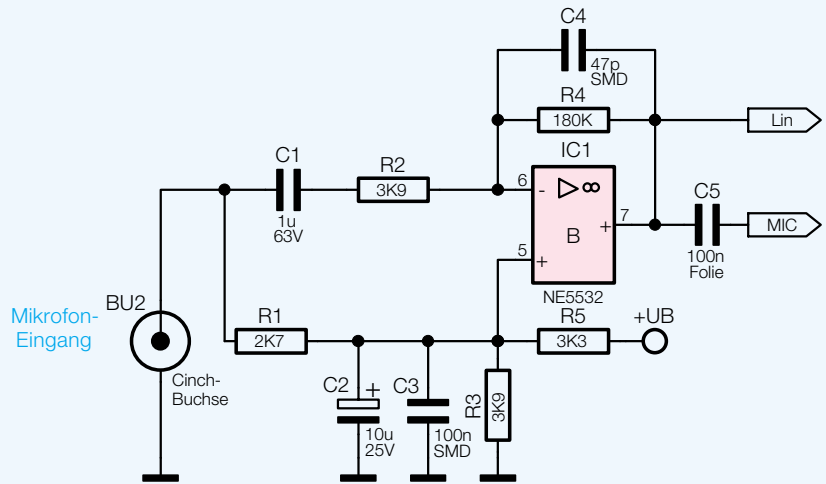 C4
47p
SMD
R4
180K
Lin
IC1
C1
1u
63V
R2
3K9
6
-
▷ ∞
B
+
7
5
+
NE5532
C5
100n
Folie
MIC
Mikrofon-
Eingang
BU2
Cinch-
Buchse
R1
2K7
R5
3K3
+UB
C2
+
10u
25V
C3
100n
SMD
R3
3K9